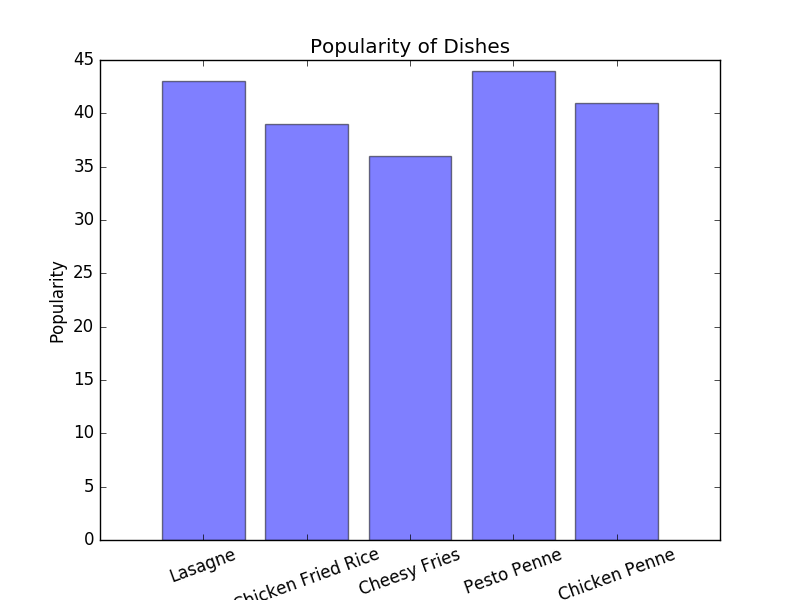 Popularity of Dishes
Popularity
45
40
35
30
25
20
15
10
5
0
Lasagne
Chicken Fried Rice
Cheesy Fries
Pesto Penne
Chicken Penne